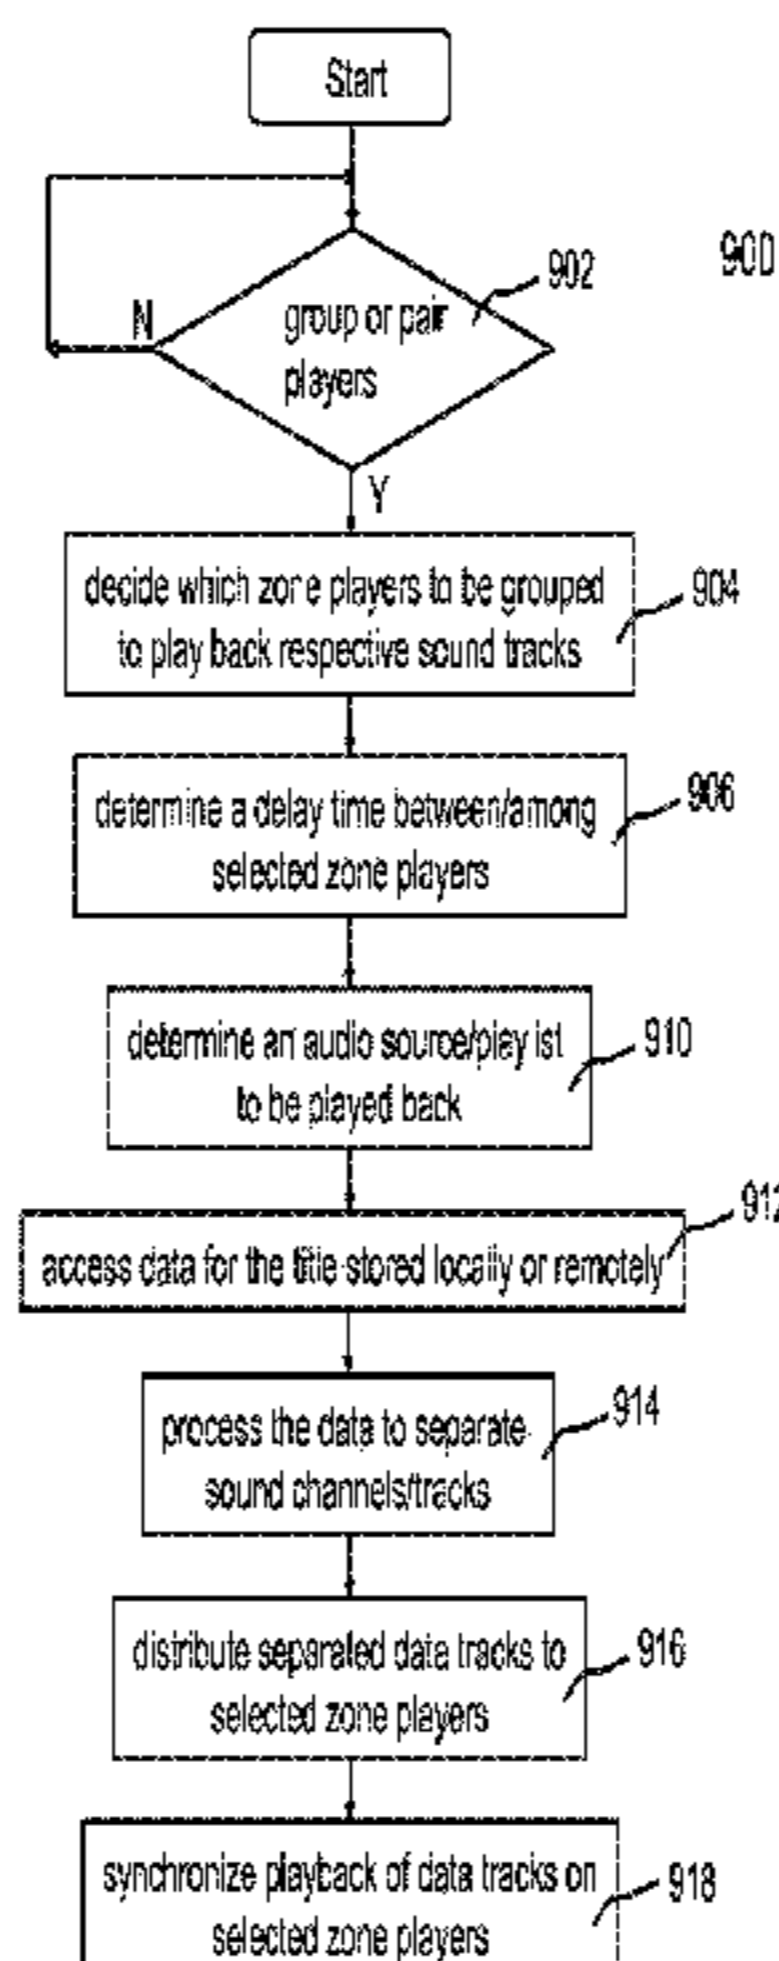 Start
902
900
N
group or pair
players
Y
decide which zone players to be grouped
to play back respective sound tracks
904
determine a delay time between/among
selected zone players
906
determine an audio source/playlist
to be played back
910
912
access data for the title stored locally or remotely
process the data to separate
sound channels/tracks
914
distribute separated data tracks to
selected zone players
916
synchronize playback of data tracks on
selected zone players
918